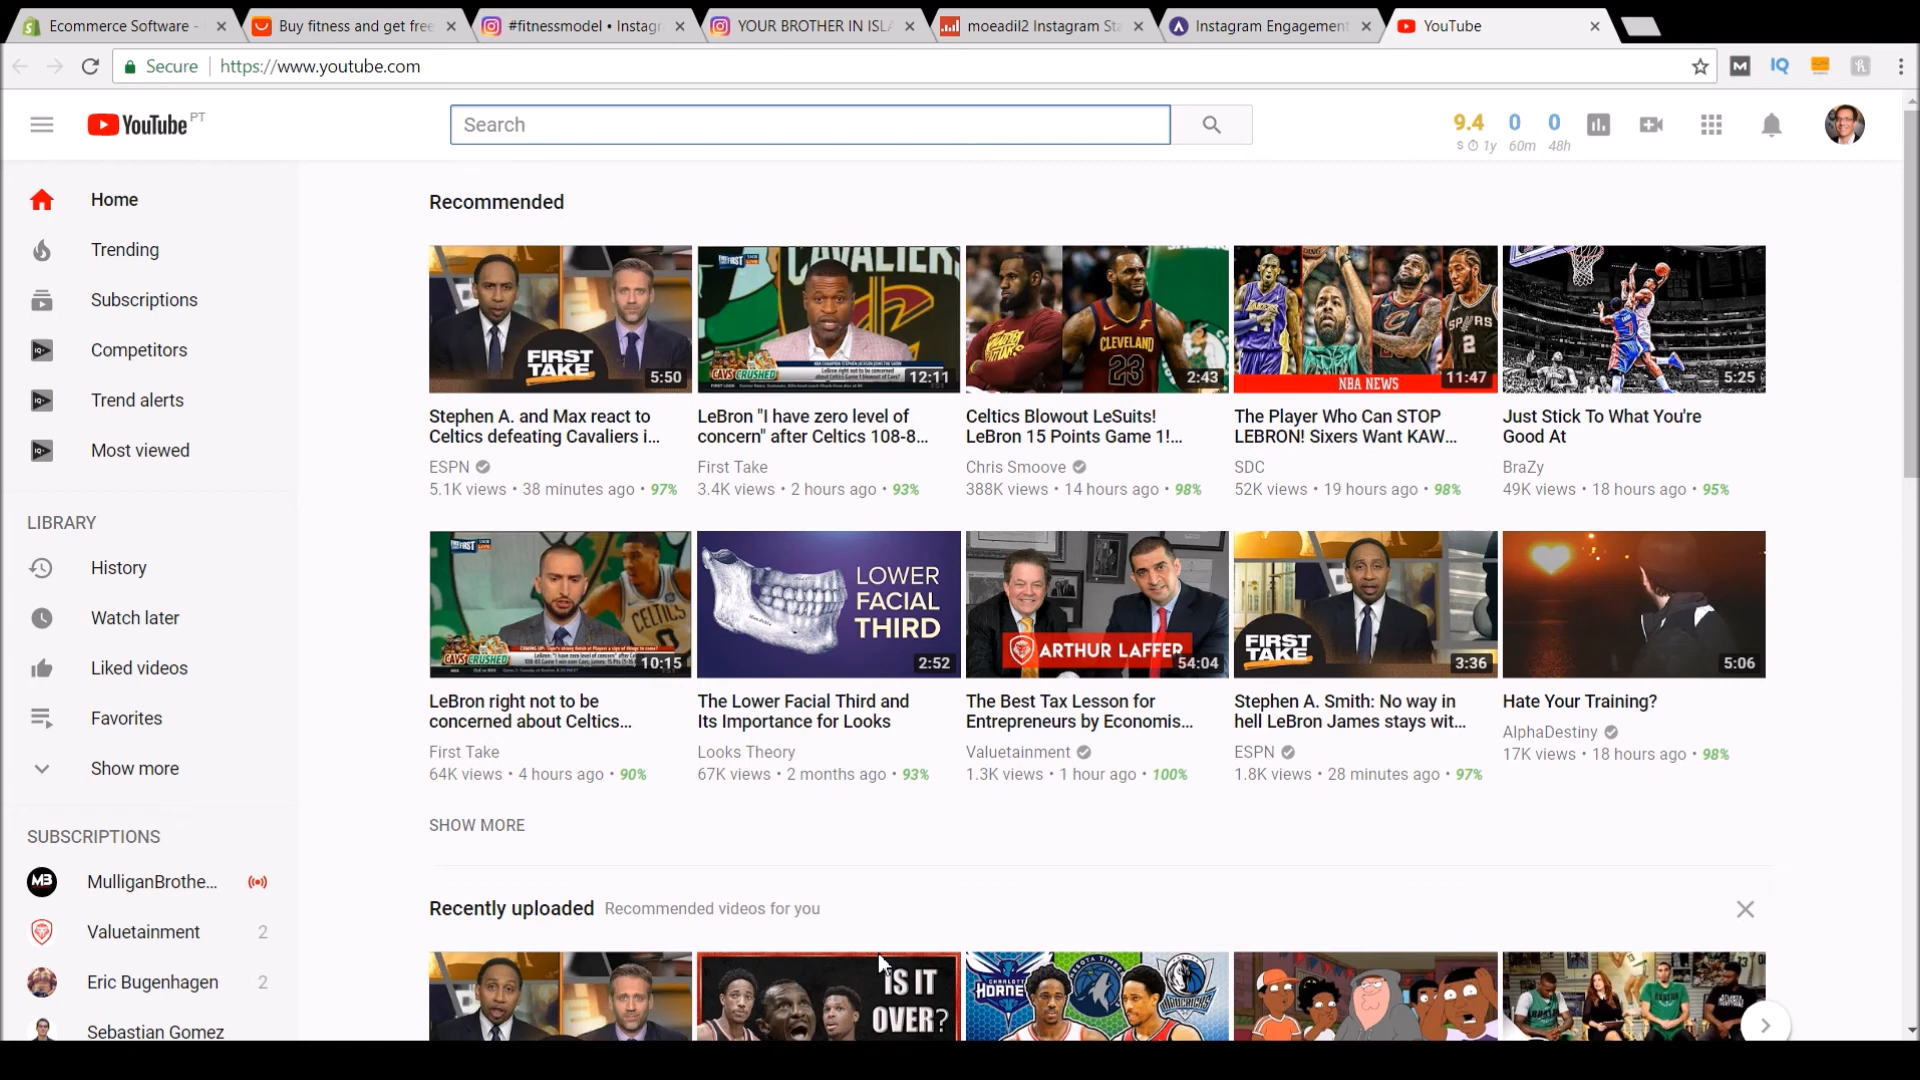 Ecommerce Software -
Buy fitness and get free
#fitnessmodel • Instagr
YOUR BROTHER IN ISLA
moeadil2 Instagram Sta
Instagram Engagement
YouTube
Secure
https://www.youtube.com
M
IQ
YouTube PT
Search
9.4 0 0
1y 60m 48h
Home
Trending
Subscriptions
Competitors
Trend alerts
Most viewed
LIBRARY
History
Watch later
Liked videos
Favorites
Show more
SUBSCRIPTIONS
MB
MulliganBrothe...
Valuetainment 2
Eric Bugenhagen 2
Sebastian Gomez
Recommended
FIRST TAKE
5:50
Stephen A. and Max react to
Celtics defeating Cavaliers i...
ESPN
5.1K views • 38 minutes ago • 97%
CAVALIERS
CAVS CRUSHED
12:11
LeBron "I have zero level of
concern" after Celtics 108-8...
First Take
3.4K views • 2 hours ago • 93%
CLEVELAND
23
2:43
Celtics Blowout LeSuits!
LeBron 15 Points Game 1!...
Chris Smoove
388K views • 14 hours ago • 98%
SPURS
2
NBA NEWS
11:47
The Player Who Can STOP
LEBRON! Sixers Want KAW...
SDC
52K views • 19 hours ago • 98%
5:25
Just Stick To What You're
Good At
BraZy
49K views • 18 hours ago • 95%
CELTICS
0
CAVS CRUSHED
10:15
LeBron right not to be
concerned about Celtics...
First Take
64K views • 4 hours ago • 90%
LOWER
FACIAL
THIRD
2:52
The Lower Facial Third and
Its Importance for Looks
Looks Theory
67K views • 2 months ago • 93%
ARTHUR LAFFER
54:04
The Best Tax Lesson for
Entrepreneurs by Economis...
Valuetainment
1.3K views • 1 hour ago • 100%
FIRST TAKE
3:36
Stephen A. Smith: No way in
hell LeBron James stays wit...
ESPN
1.8K views • 28 minutes ago • 97%
5:06
Hate Your Training?
AlphaDestiny
17K views • 18 hours ago • 98%
SHOW MORE
Recently uploaded Recommended videos for you
IS IT
OVER?